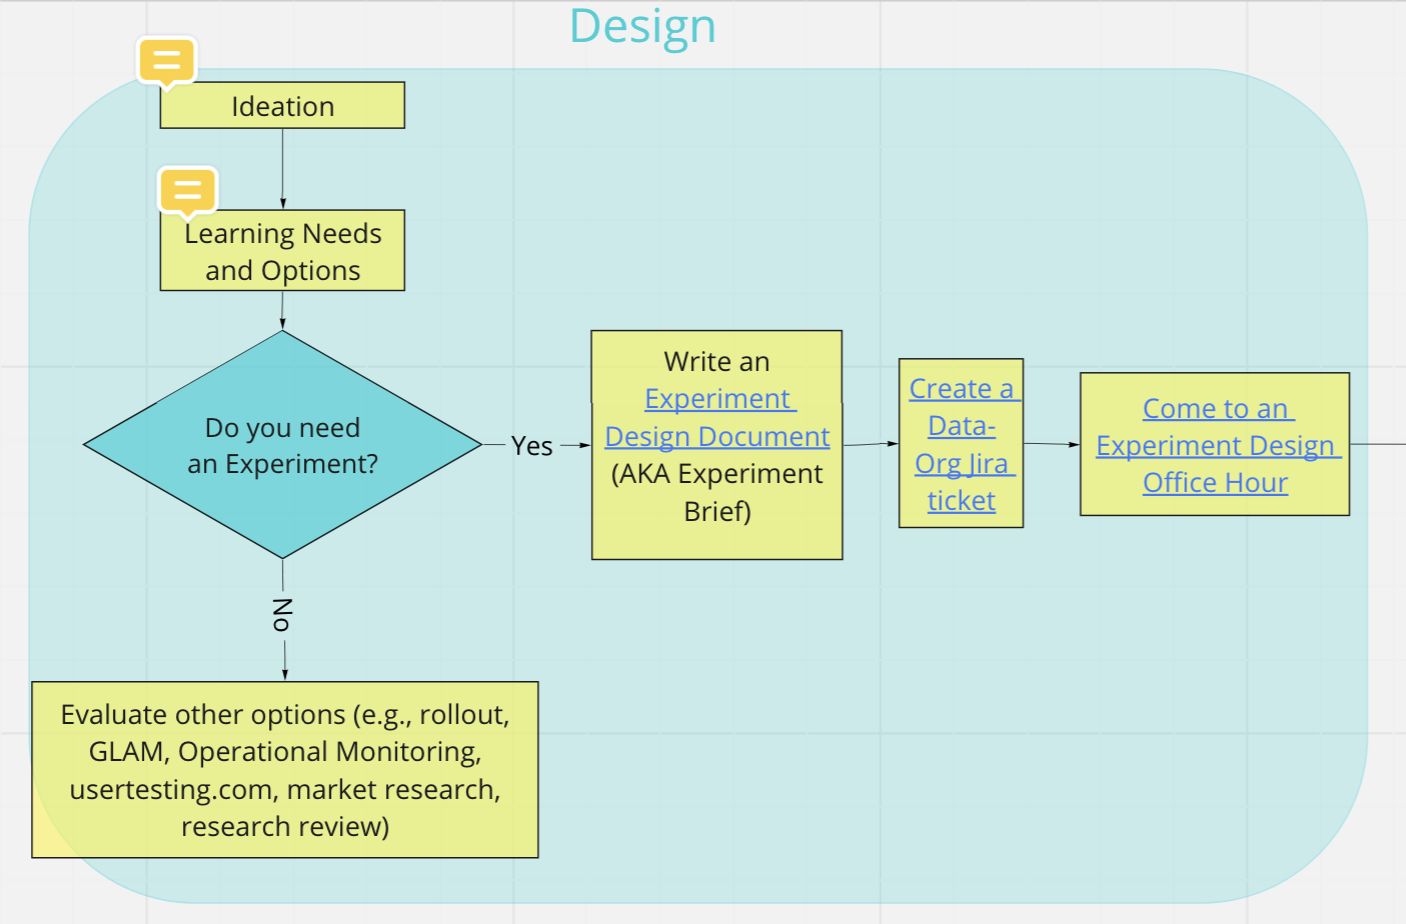 Design
Ideation
Learning Needs
and Options
Do you need
an Experiment?
Yes
Write an
Experiment
Design Document
(AKA Experiment
Brief)
Create a
Data-
Org Jira
ticket
Come to an
Experiment Design
Office Hour
No
Evaluate other options (e.g., rollout,
GLAM, Operational Monitoring,
usertesting.com, market research,
research review)